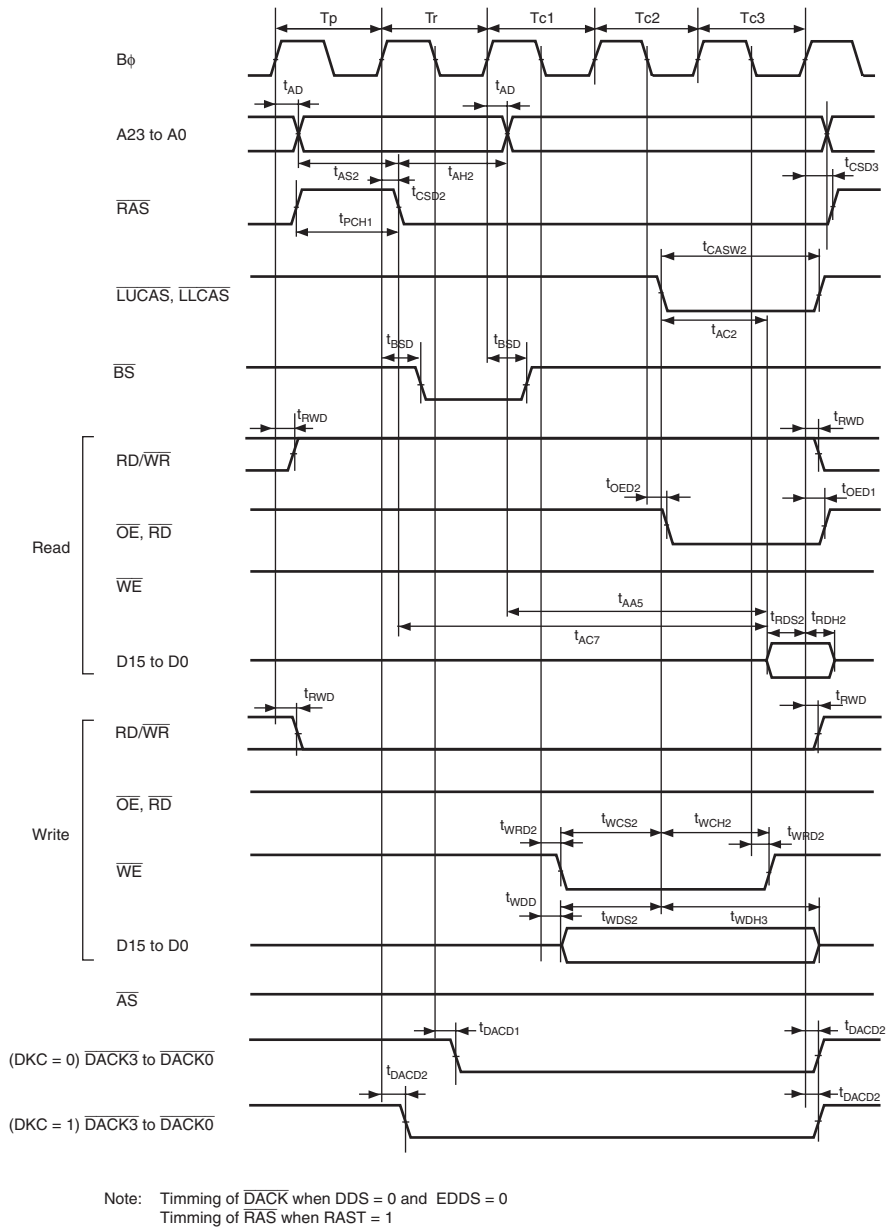 Tp Tr Tc1 Tc2 Tc3
Bϕ
tAD tAD
A23 to A0
tAS2 tAH2 tCSD3
tCSD2
RAS
tPCH1
tCASW2
LUCAS, LLCAS
tAC2
tBSD tBSD
BS
tRWD tRWD
RD/WR
tOED2 tOED1
OE, RD
Read
WE
tAA5
tRDS2 tRDH2
tAC7
D15 to D0
tRWD tRWD
RD/WR
OE, RD
Write
tWRD2 tWCS2 tWCH2 tWRD2
WE
tWDD tWDS2 tWDH3
D15 to D0
AS
tDACD1 tDACD2
(DKC = 0) DACK3 to DACK0
tDACD2 tDACD2
(DKC = 1) DACK3 to DACK0
Note: Timming of DACK when DDS = 0 and EDDS = 0
Timming of RAS when RAST = 1